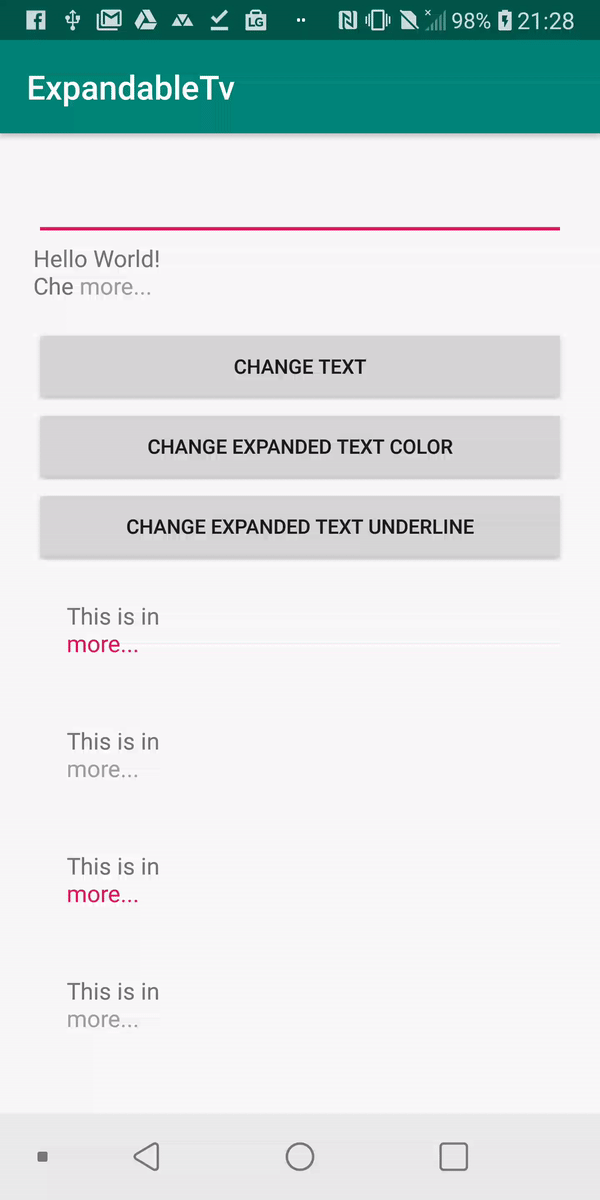 LG
98% 21:28
ExpandableTv
Hello World!
Che more...
CHANGE TEXT
CHANGE EXPANDED TEXT COLOR
CHANGE EXPANDED TEXT UNDERLINE
This is in
more...
This is in
more...
This is in
more...
This is in
more...